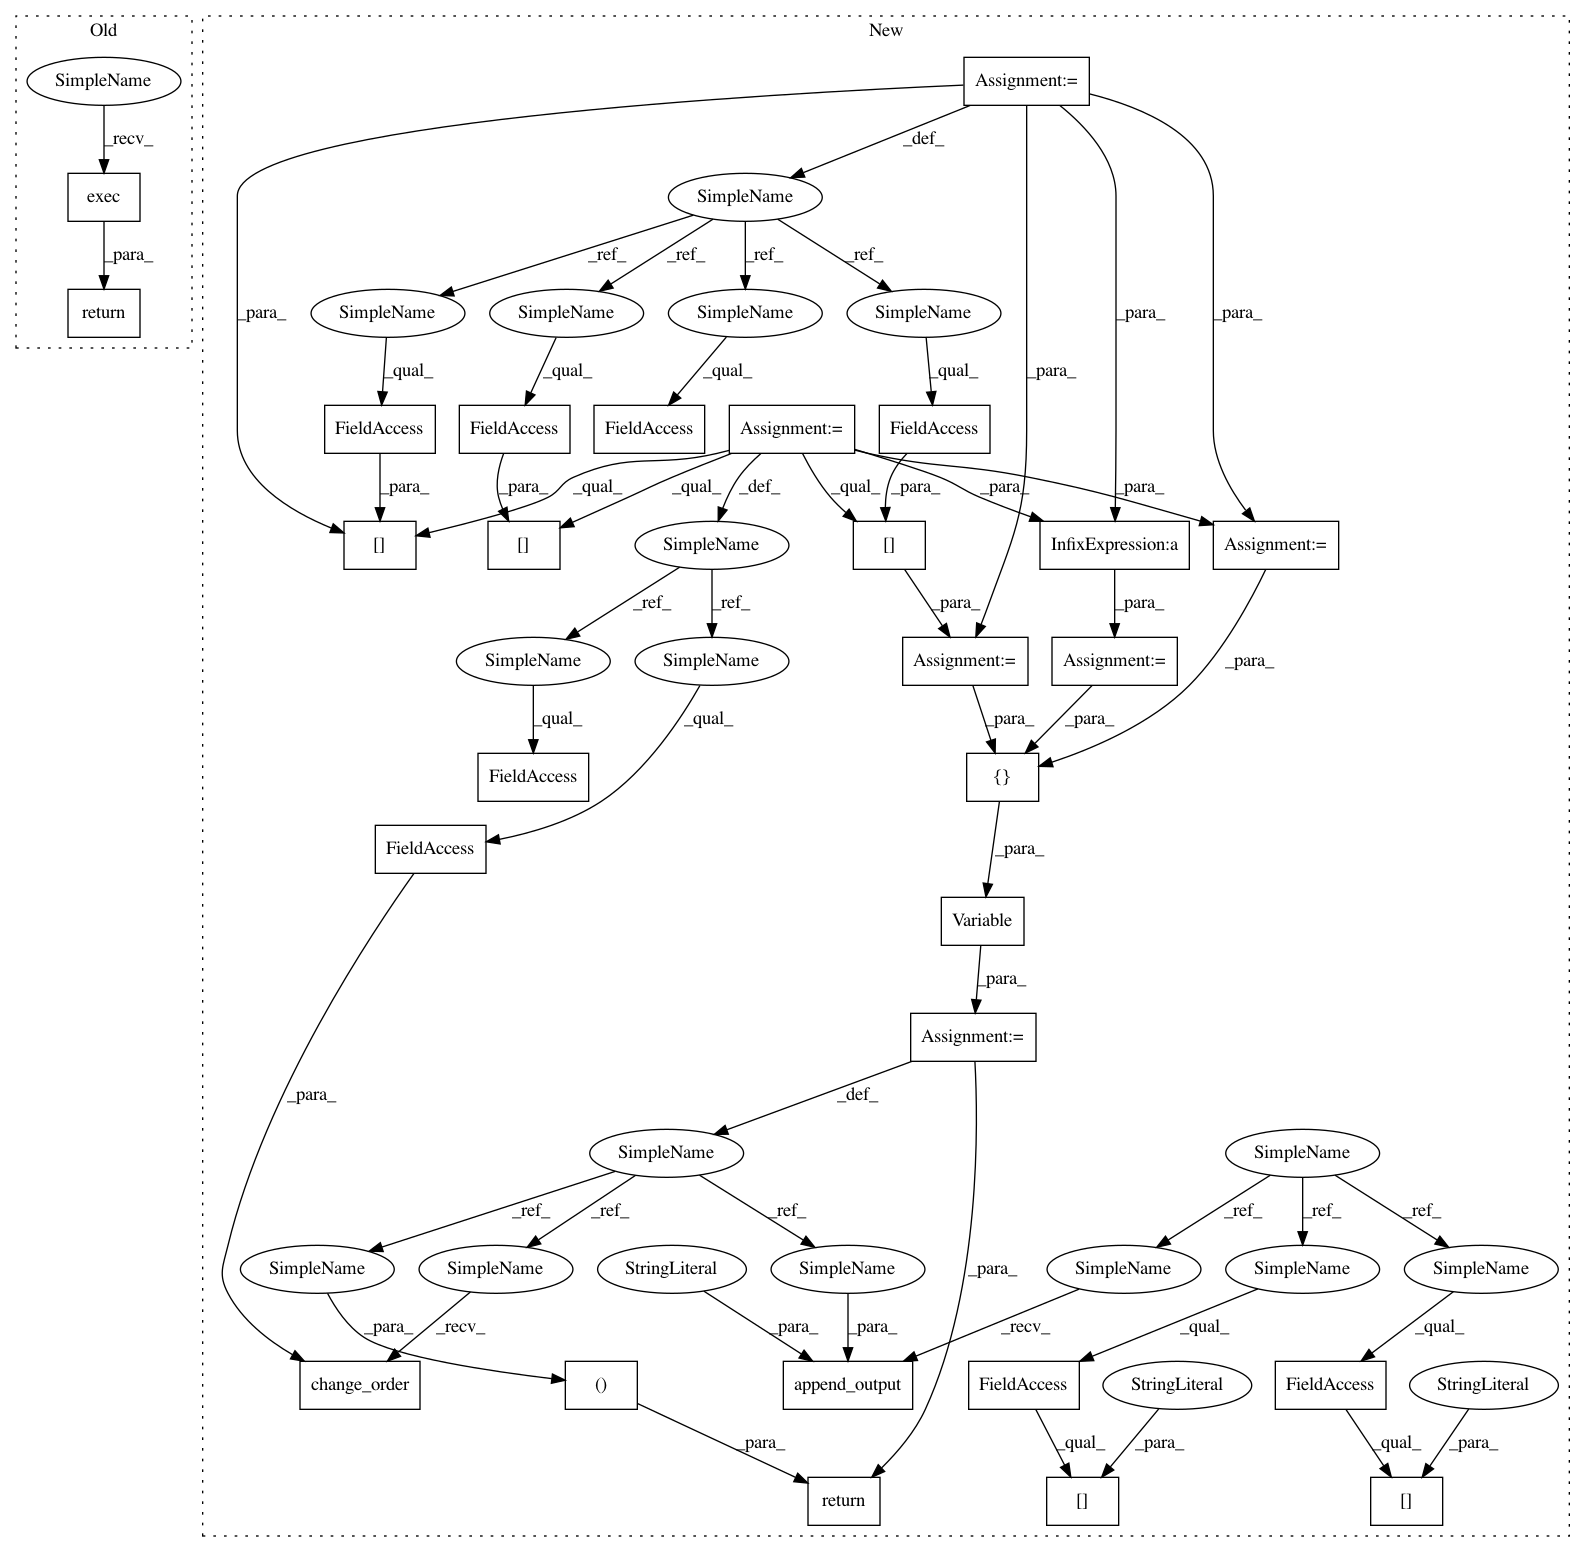 Old
New
SimpleName
Assignment:=
_recv_
_def_
exec
SimpleName
_para_
_ref_
_ref_
_ref_
_ref_
return
_para_
SimpleName
SimpleName
SimpleName
SimpleName
_para_
_para_
_qual_
_qual_
_qual_
_qual_
_para_
FieldAccess
FieldAccess
FieldAccess
Assignment:=
FieldAccess
_para_
_qual_
_para_
_qual_
_def_
_qual_
_para_
_para_
_para_
[]
[]
SimpleName
[]
InfixExpression:a
Assignment:=
_ref_
_ref_
_para_
_para_
SimpleName
SimpleName
Assignment:=
Assignment:=
_para_
_qual_
_qual_
_para_
_para_
FieldAccess
{}
FieldAccess
_para_
Variable
_para_
Assignment:=
_para_
_def_
SimpleName
SimpleName
_ref_
_ref_
_ref_
_ref_
_ref_
_ref_
SimpleName
SimpleName
StringLiteral
SimpleName
_para_
SimpleName
SimpleName
SimpleName
_para_
_recv_
_para_
_para_
_recv_
_qual_
_qual_
change_order
()
append_output
FieldAccess
StringLiteral
FieldAccess
StringLiteral
_para_
_qual_
_para_
_qual_
_para_
return
[]
[]